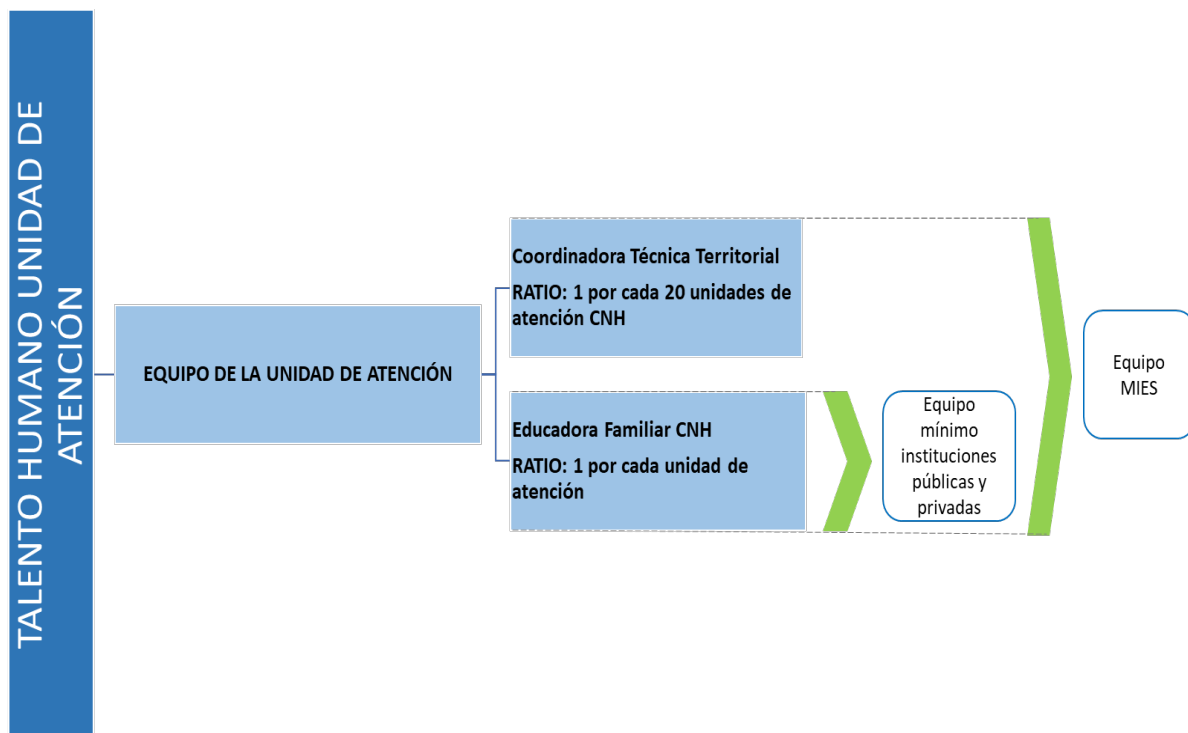 TALENTO HUMANO UNIDAD DE
ATENCIÓN
EQUIPO DE LA UNIDAD DE ATENCIÓN
Coordinadora Técnica Territorial
RATIO: 1 por cada 20 unidades de
atención CNH
Educadora Familiar CNH
RATIO: 1 por cada unidad de
atención
Equipo
mínimo
instituciones
públicas y
privadas
Equipo
MIES